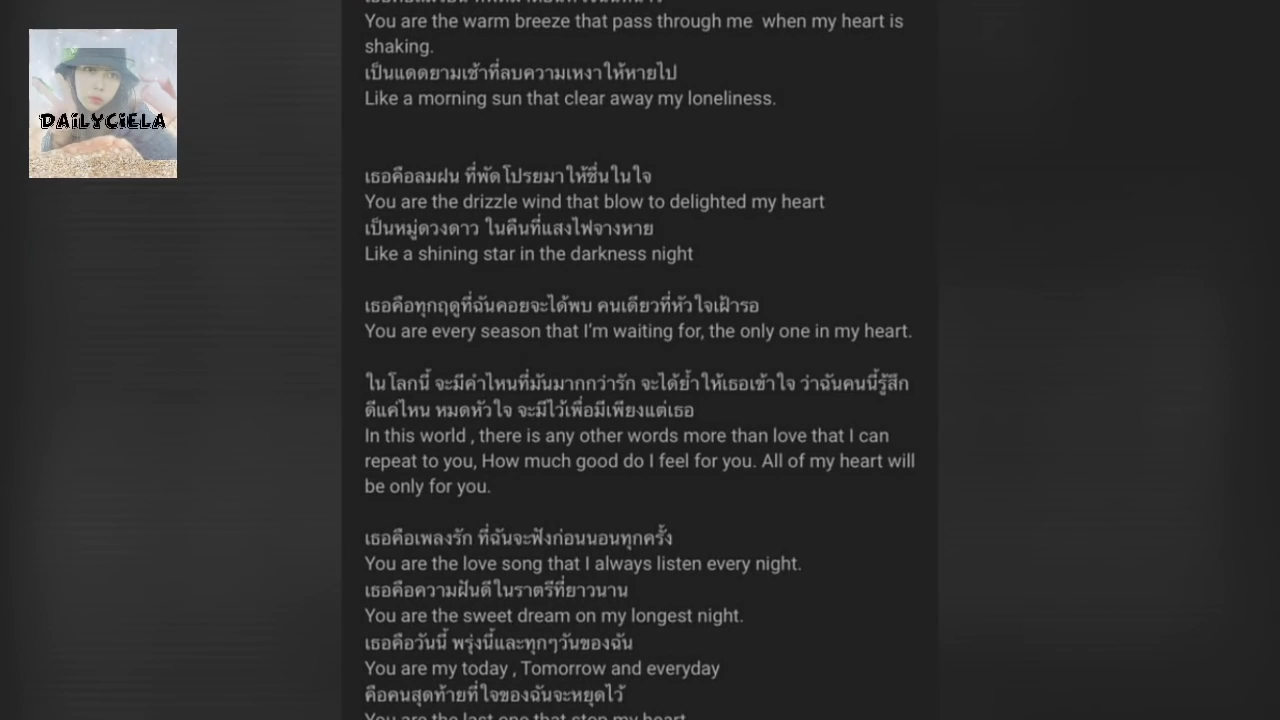 DAILYCIELA
You are the warm breeze that pass through me  when my heart is
shaking.
เป็นแดดยามเช้าที่ลบความเหงาให้หายไป
Like a morning sun that clear away my loneliness.
เธอคือลมฝน ที่พัดโปรยมาให้ชื่นในใจ
You are the drizzle wind that blow to delighted my heart
เป็นหมู่ดวงดาว ในคืนที่แสงไฟจางหาย
Like a shining star in the darkness night
เธอคือทุกฤดูที่ฉันคอยจะได้พบ คนเดียวที่หัวใจเฝ้ารอ
You are every season that I’m waiting for, the only one in my heart.
ในโลกนี้ จะมีคำไหนที่มันมากกว่ารัก จะได้ย้ำให้เธอเข้าใจ ว่าฉันคนนี้รู้สึก
ดีแค่ไหน หมดหัวใจ จะมีไว้เพื่อมีเพียงแต่เธอ
In this world , there is any other words more than love that I can
repeat to you, How much good do I feel for you. All of my heart will
be only for you.
เธอคือเพลงรัก ที่ฉันจะฟังก่อนนอนทุกครั้ง
You are the love song that I always listen every night.
เธอคือความฝันดีในราตรีที่ยาวนาน
You are the sweet dream on my longest night.
เธอคือวันนี้ พรุ่งนี้และทุกๆวันของฉัน
You are my today , Tomorrow and everyday
คือคนสุดท้ายที่ใจของฉันจะหยุดไว้
You are the last one that stop my heart